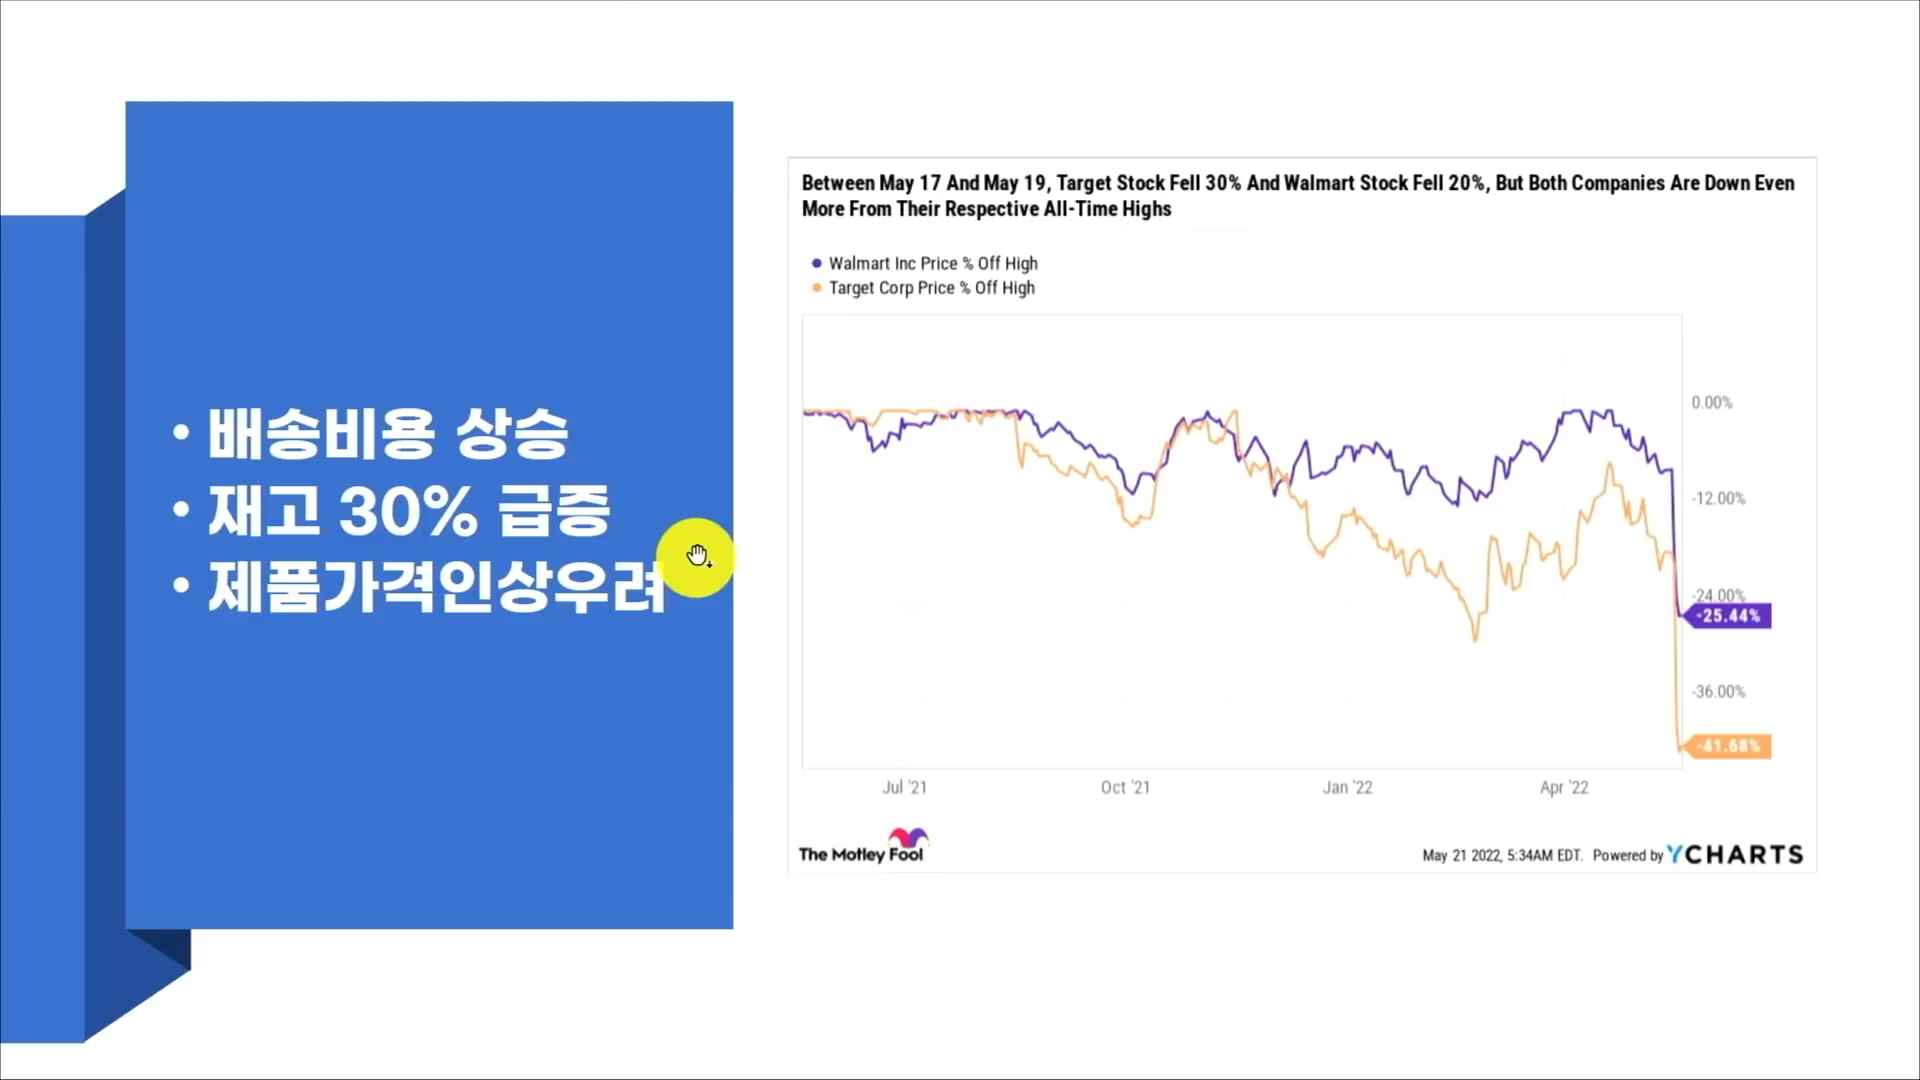 • 배송비용 상승
• 재고 30% 급증
• 제품가격인상우려
Between May 17 And May 19, Target Stock Fell 30% And Walmart Stock Fell 20%, But Both Companies Are Down Even
More From Their Respective All-Time Highs
Walmart Inc Price % Off High
Target Corp Price % Off High
0.00%
-12.00%
-24.00%
-25.44%
-36.00%
-41.68%
Jul '21
Oct '21
Jan '22
Apr '22
The Motley Fool
May 21 2022, 5:34AM EDT. Powered by YCHARTS